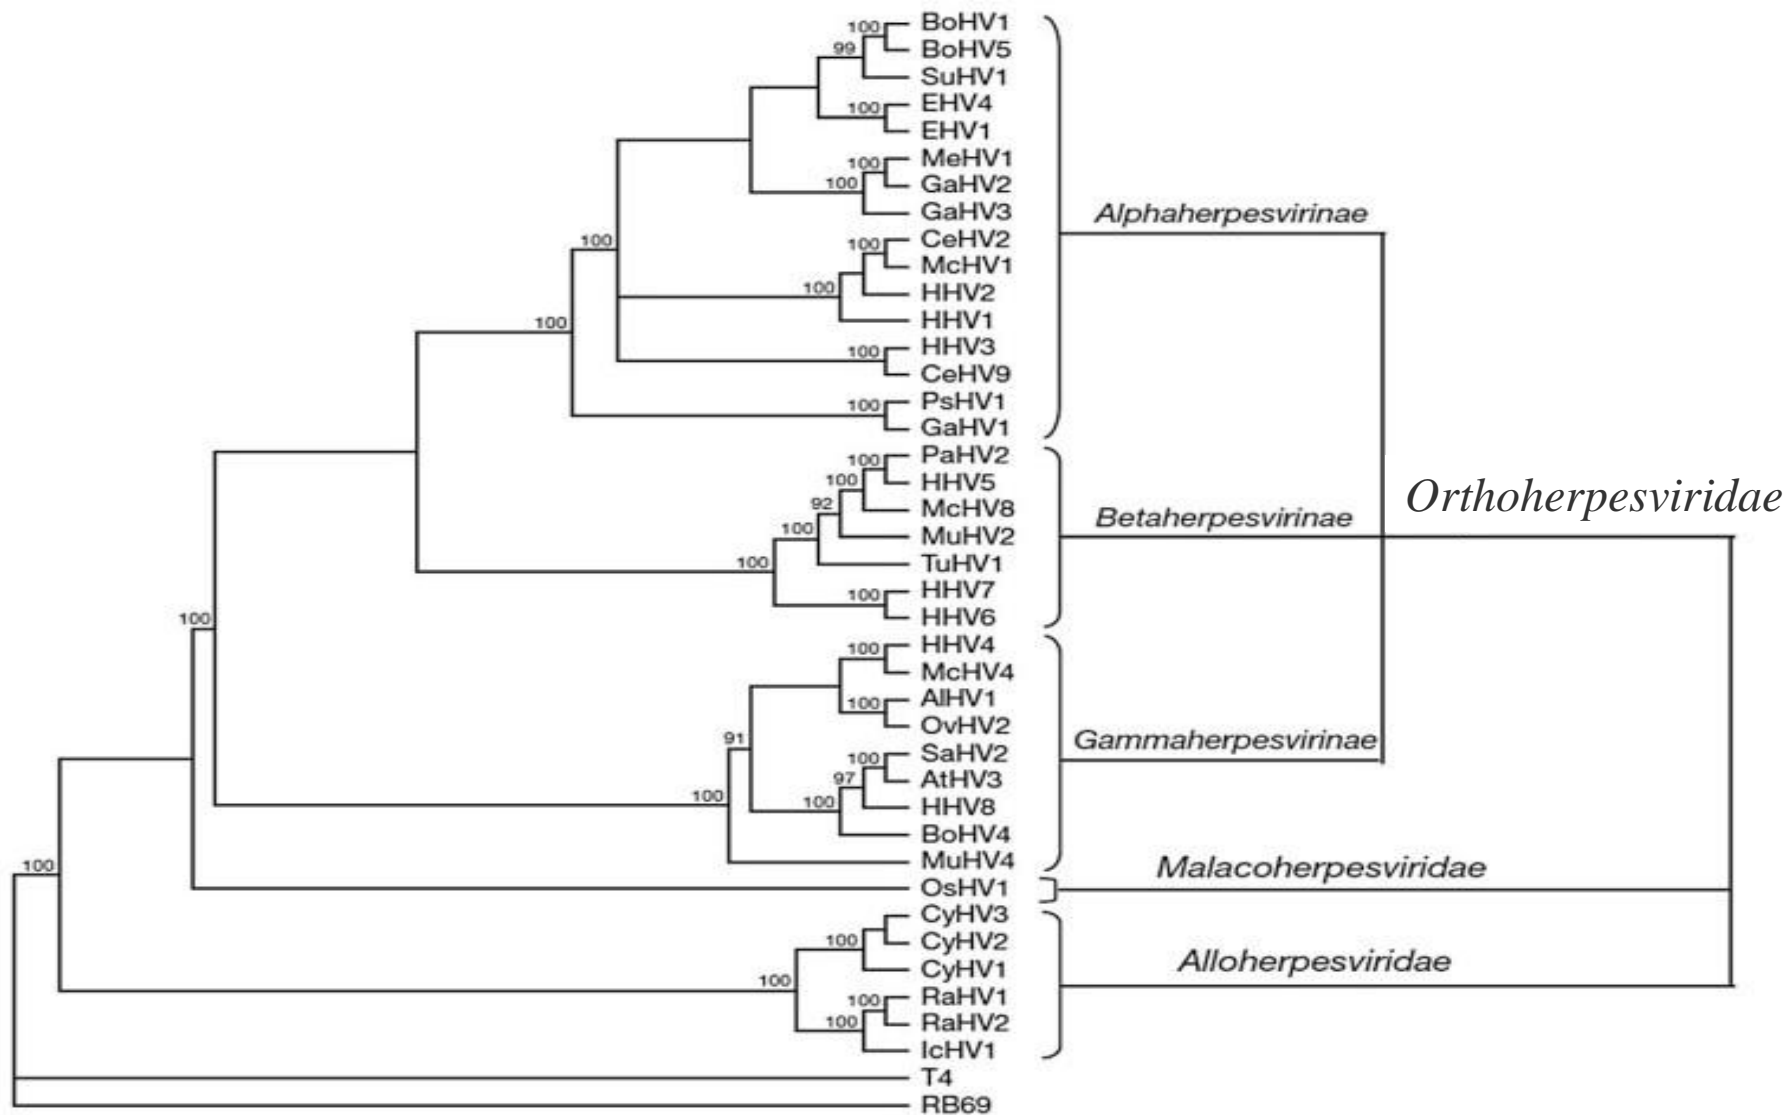 100 BoHV1
99 BoHV5
SuHV1
100 EHV4
EHV1
100 MeHV1
100 GaHV2
GaHV3
Alphaherpesvirinae
100 100 CeHV2
McHV1
100 HHV2
HHV1
100 100 HHV3
CeHV9
100 PsHV1
GaHV1
100 PaHV2
100 HHV5
92 McHV8
Betaherpesvirinae
Orthoherpesviridae
100 MuHV2
100 TuHV1
100 HHV7
100 HHV6
100 HHV4
McHV4
100 AlHV1
OvHV2
91 Gammaherpesvirinae
100 SaHV2
97 AtHV3
100 100 HHV8
BoHV4
100 MuHV4
Malacoherpesviridae
OsHV1
CyHV3
100 CyHV2
Alloherpesviridae
CyHV1
100 100 RaHV1
100 RaHV2
IcHV1
T4
RB69